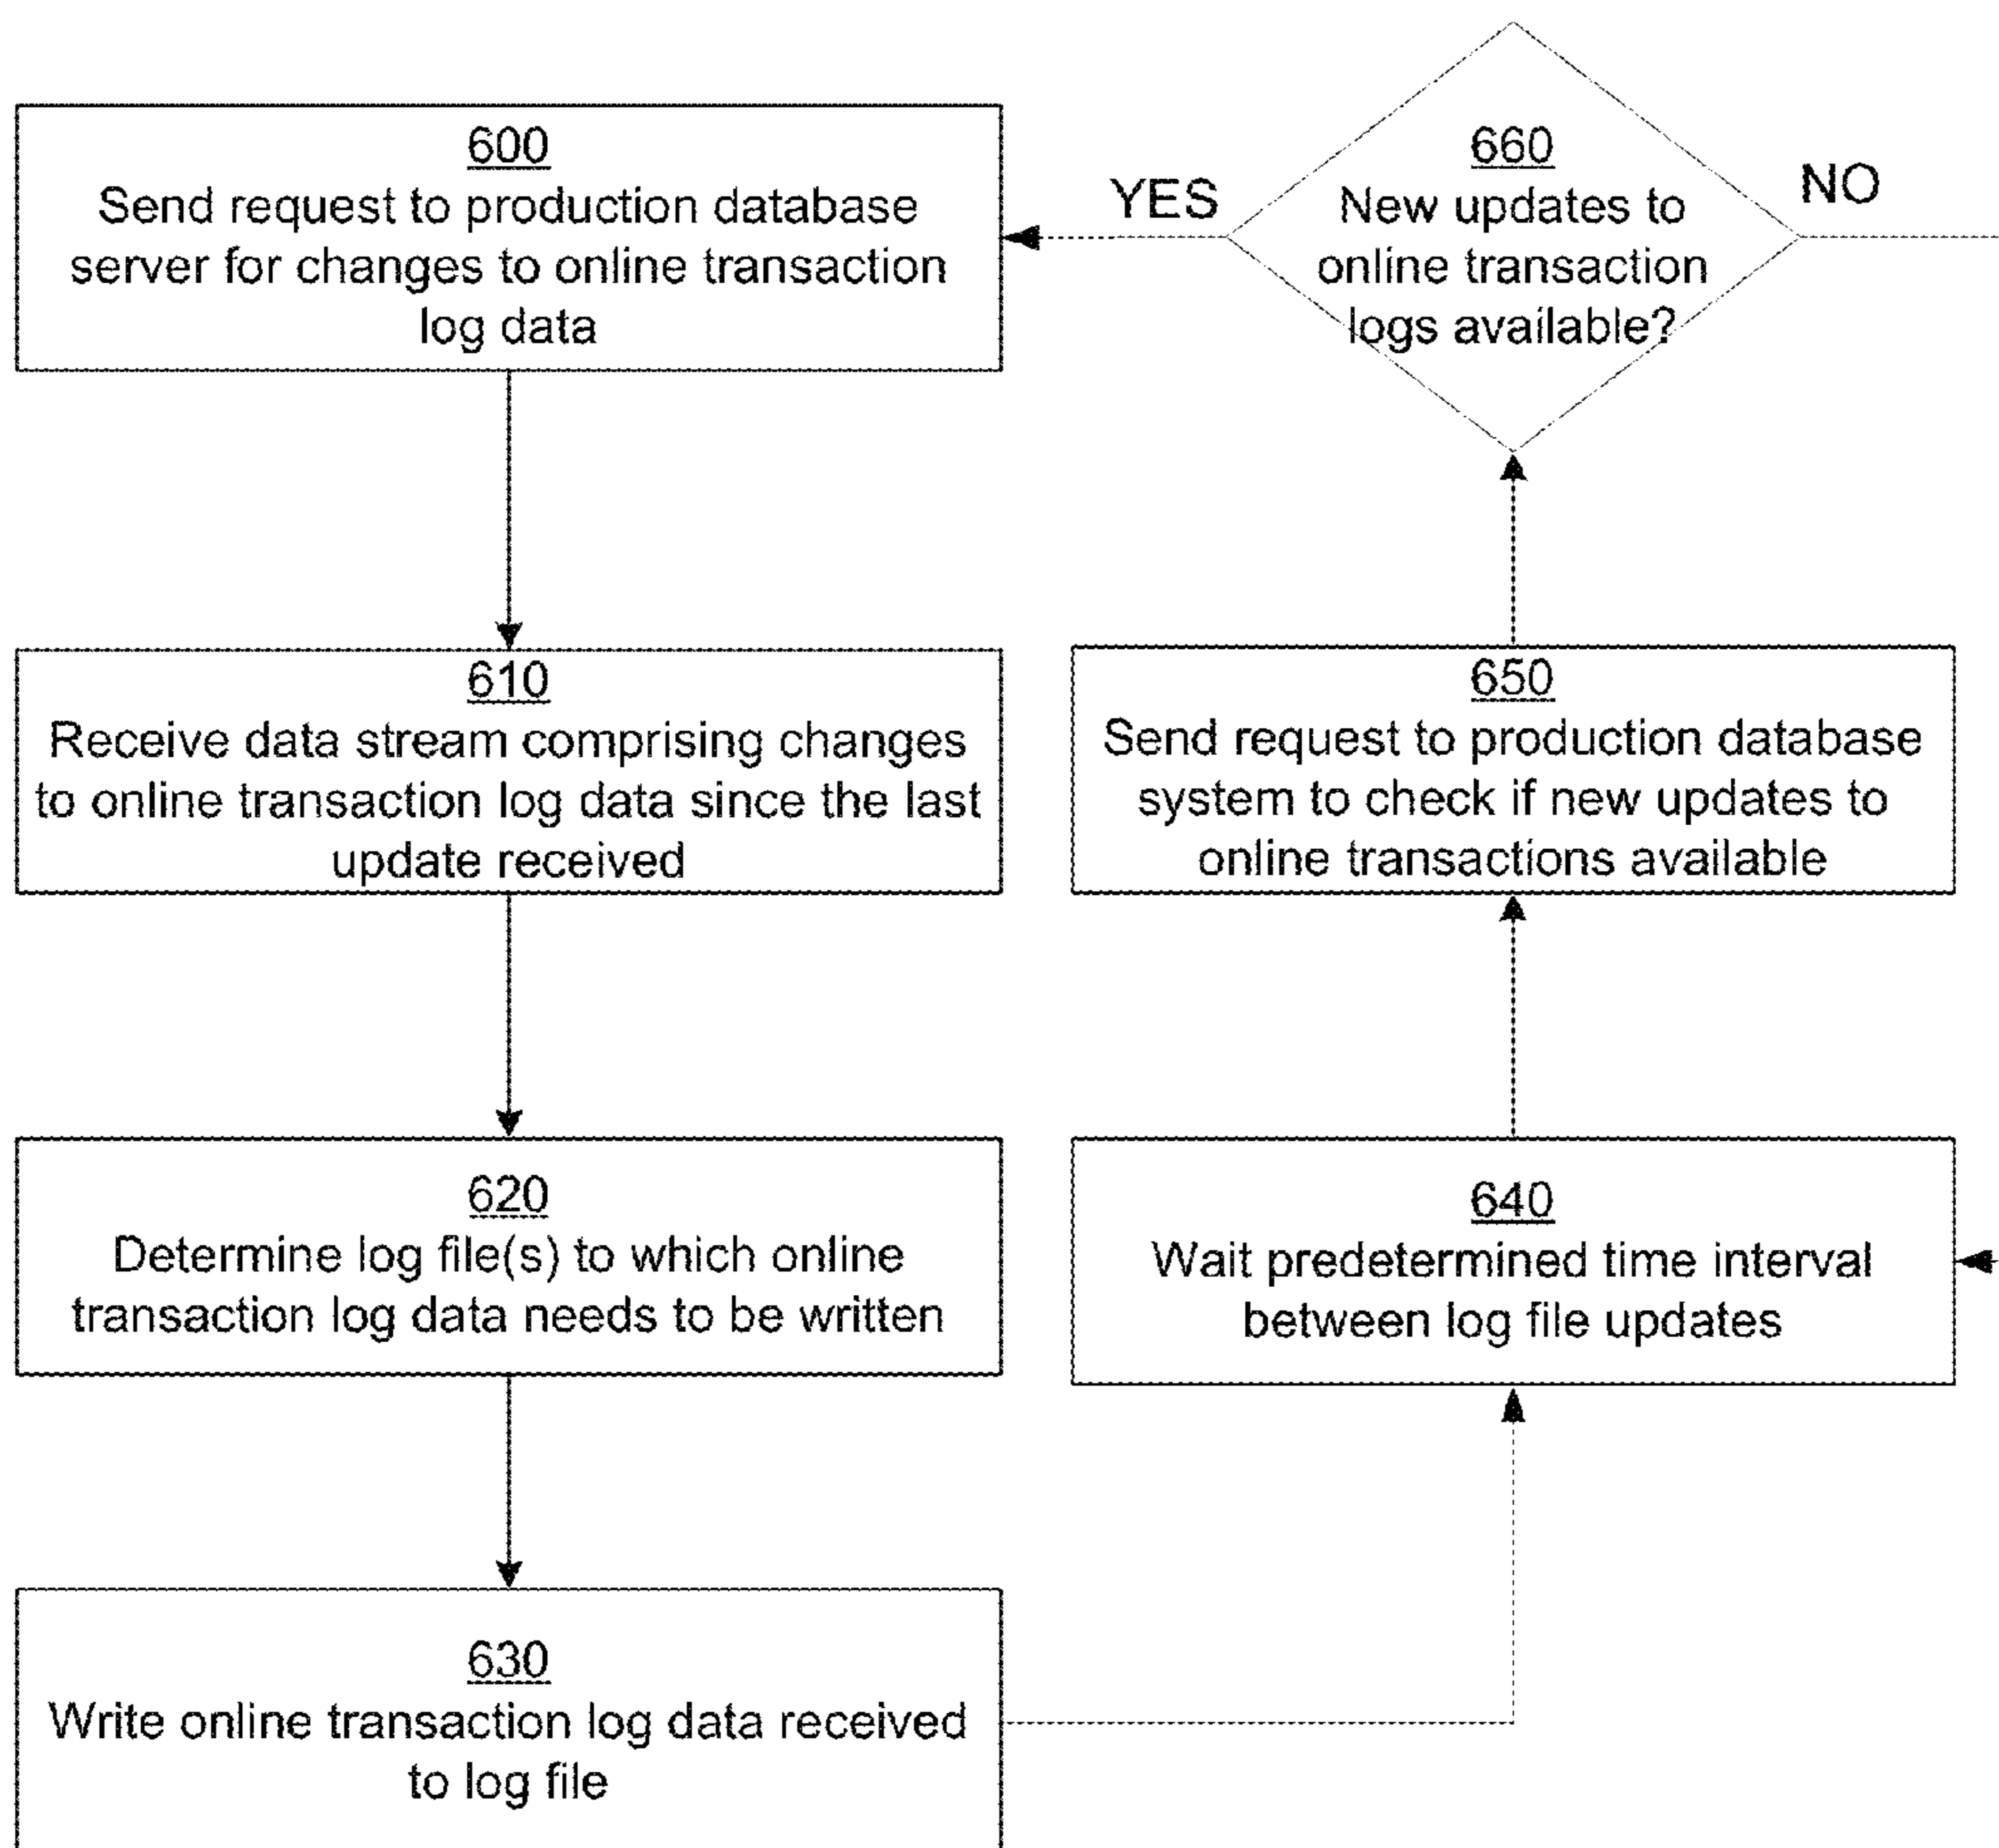 600
Send request to production database
server for changes to online transaction
log data
YES
660
New updates to
online transaction
logs available?
NO
610
Receive data stream comprising changes
to online transaction log data since the last
update received
650
Send request to production database
system to check if new updates to
online transactions available
620
Determine log file(s) to which online
transaction log data needs to be written
640
Wait predetermined time interval
between log file updates
630
Write online transaction log data received
to log file